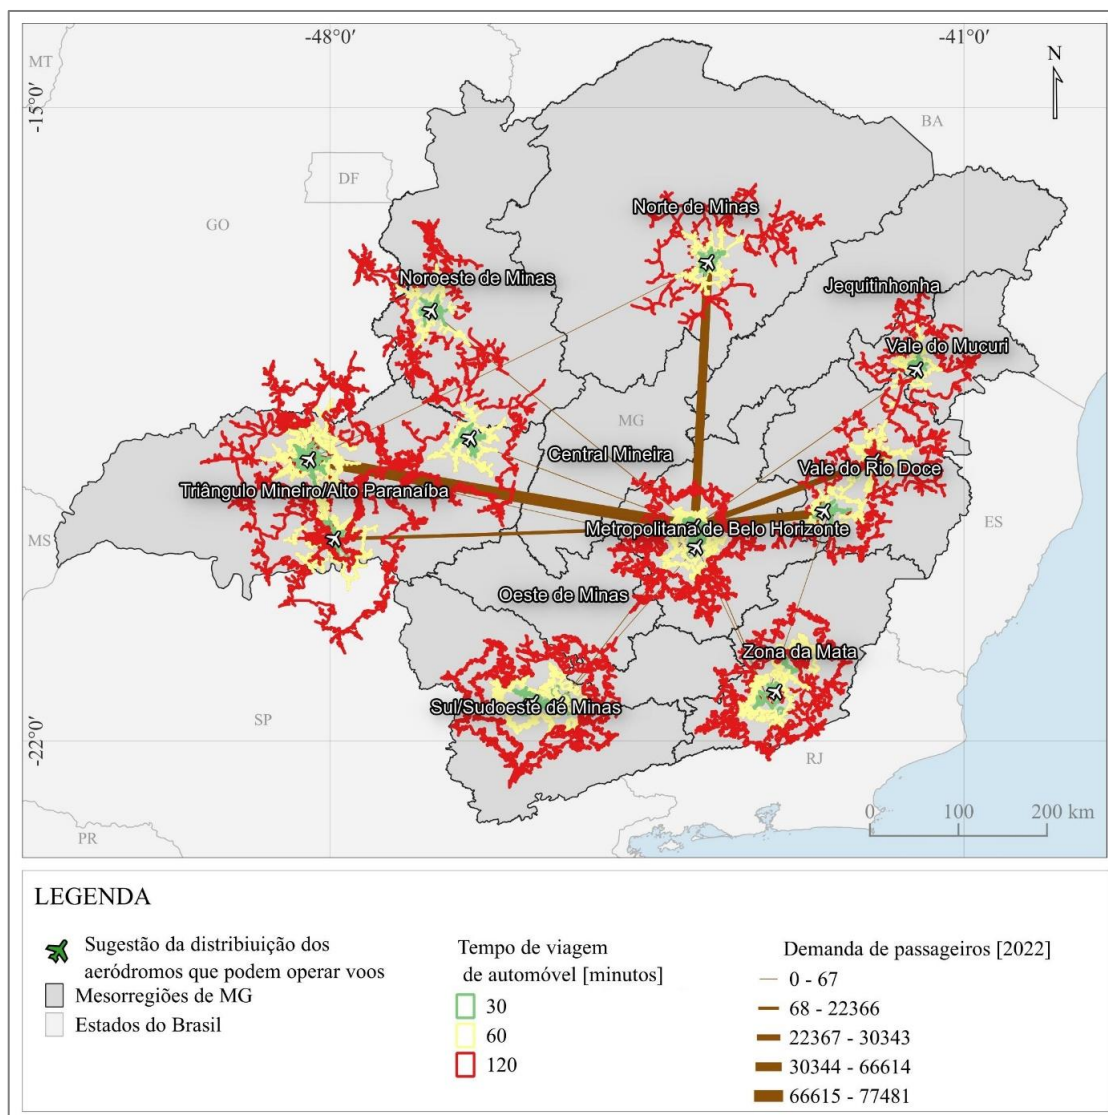 -48°0'
-41°0'
N
MT
-15°0'
BA
DF
GO
Norte de Minas
Noroeste de Minas
Jequitinhonha
Vale do Mucuri
MG
Central Mineira
Vale do Rio Doce
Triângulo Mineiro/Alto Paranaíba
Metropolitana de Belo Horizonte
MS
ES
Oeste de Minas
Zona da Mata
Sul/Sudoeste de Minas
SP
-22°0'
RJ
PR
0 100 200 km
LEGENDA
Sugestão da distribiuição dos
aeródromos que podem operar voos
Mesorregiões de MG
Estados do Brasil
Tempo de viagem
de automóvel [minutos]
30
60
120
Demanda de passageiros [2022]
0 - 67
68 - 22366
22367 - 30343
30344 - 66614
66615 - 77481